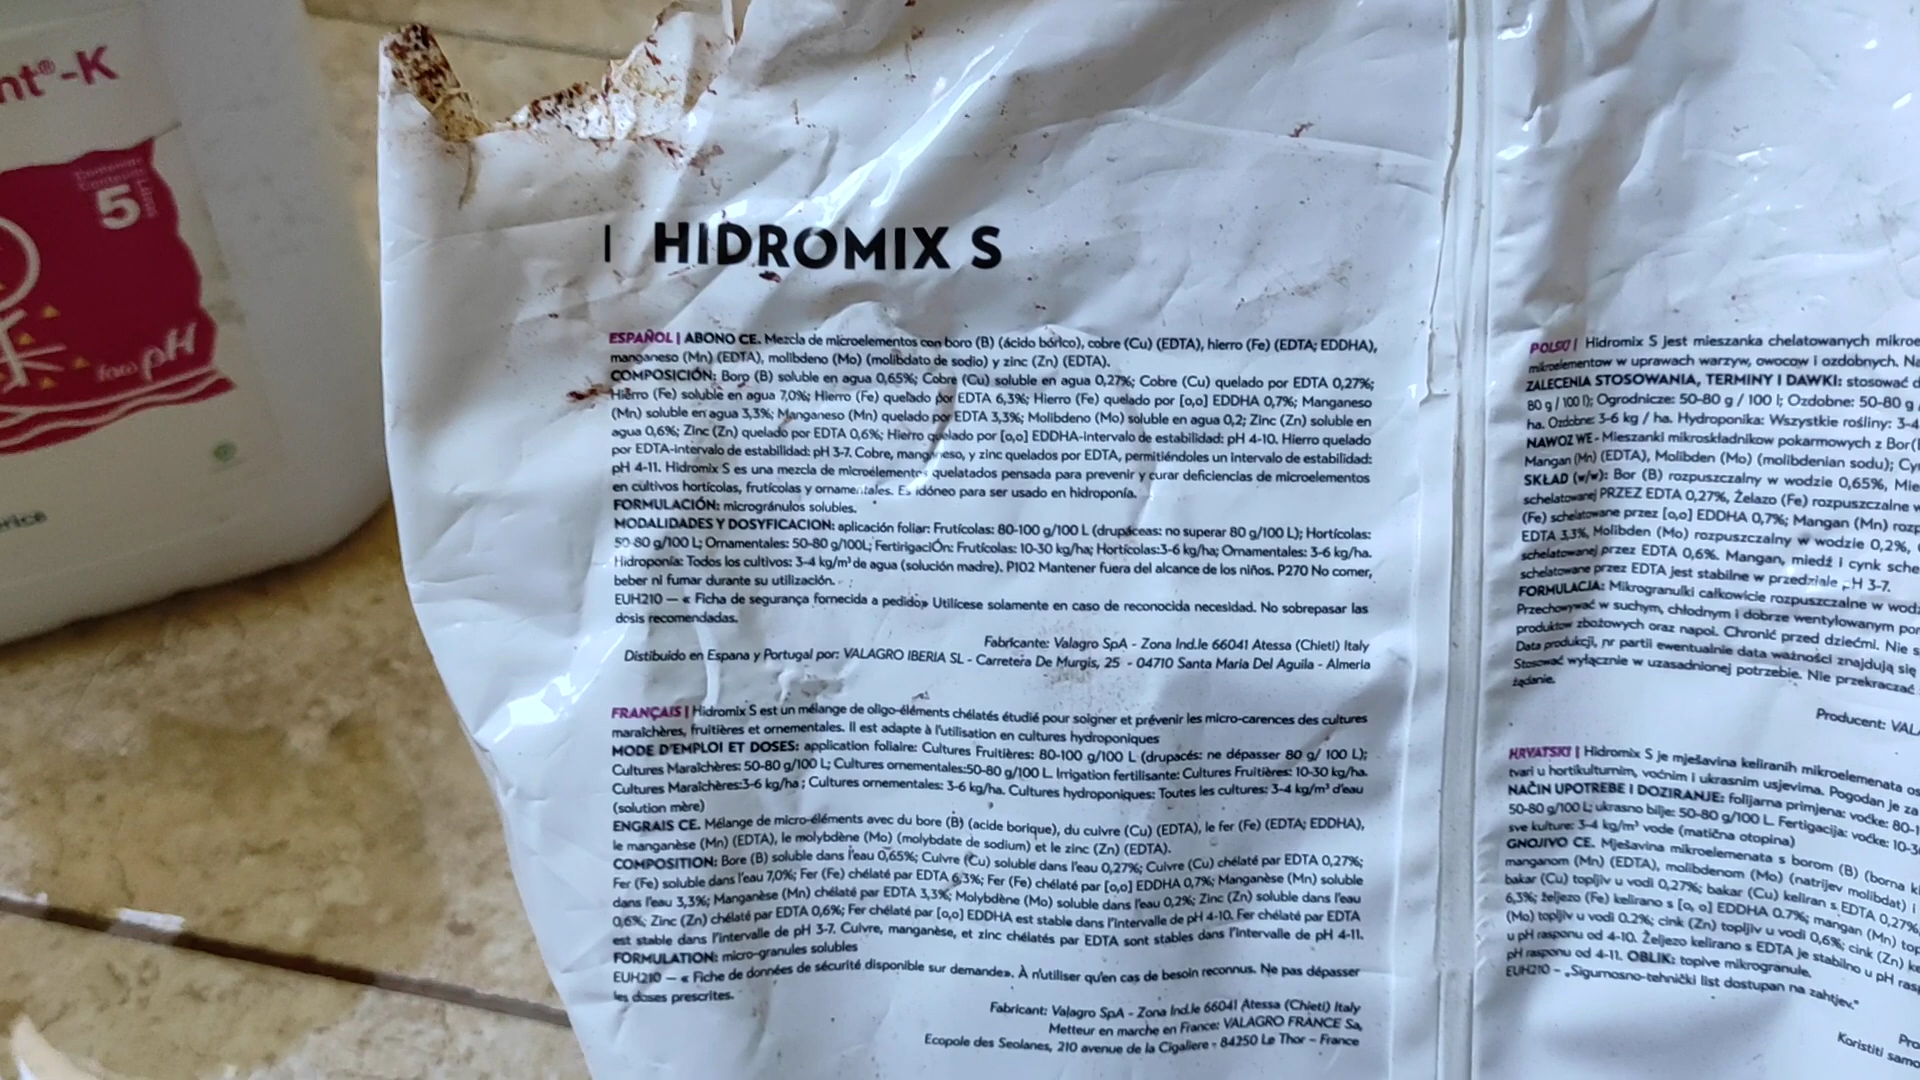 nt®-K
5
foro pH
HIDROMIX S
ESPAÑOL | ABONO CE. Mezcla de microelementos con boro (B) (ácido bórico), cobre (Cu) (EDTA), hierro (Fe) (EDTA; EDDHA),
manganeso (Mn) (EDTA), molibdeno (Mo) (molibdato de sodio) y zinc (Zn) (EDTA).
COMPOSICIÓN: Boro (B) soluble en agua 0,65%; Cobre (Cu) soluble en agua 0,27%; Cobre (Cu) quelado por EDTA 0,27%;
Hierro (Fe) soluble en agua 7,0%; Hierro (Fe) quelado por EDTA 6,3%; Hierro (Fe) quelado por [o,o] EDDHA 0,7%; Manganeso
(Mn) soluble en agua 3,3%; Manganeso (Mn) quelado por EDTA 3,3%; Molibdeno (Mo) soluble en agua 0,2; Zinc (Zn) soluble en
agua 0,6%; Zinc (Zn) quelado por EDTA 0,6%; Hierro quelado por [o,o] EDDHA-intervalo de estabilidad: pH 4-10. Hierro quelado
por EDTA-intervalo de estabilidad: pH 3-7. Cobre, manganeso, y zinc quelados por EDTA, permitiéndoles un intervalo de estabilidad:
pH 4-11. Hidromix S es una mezcla de microelementos quelatados pensada para prevenir y curar deficiencias de microelementos
en cultivos hortícolas, frutícolas y ornamentales. Es idóneo para ser usado en hidroponía.
FORMULACIÓN: microgránulos solubles.
MODALIDADES Y DOSYFICACION: aplicación foliar: Frutícolas: 80-100 g/100 L (drupáceas: no superar 80 g/100 L); Hortícolas:
50-80 g/100 L; Ornamentales: 50-80 g/100L; FertirigaciÓn: Frutícolas: 10-30 kg/ha; Hortícolas:3-6 kg/ha; Ornamentales: 3-6 kg/ha.
Hidroponía: Todos los cultivos: 3-4 kg/m³ de agua (solución madre). P102 Mantener fuera del alcance de los niños. P270 No comer,
beber ni fumar durante su utilización.
EUH210 — « Ficha de segurança fornecida a pedido» Utilícese solamente en caso de reconocida necesidad. No sobrepasar las
dosis recomendadas.
Fabricante: Valagro SpA - Zona Ind.le 66041 Atessa (Chieti) Italy
Distibuido en Espana y Portugal por: VALAGRO IBERIA SL - Carretera De Murgis, 25 - 04710 Santa Maria Del Aguila - Almeria
FRANÇAIS | Hidromix S est un mélange de oligo-éléments chélatés étudié pour soigner et prévenir les micro-carences des cultures
maraîchères, fruitières et ornementales. Il est adapte à l'utilisation en cultures hydroponiques
MODE D'EMPLOI ET DOSES: application foliaire: Cultures Fruitières: 80-100 g/100 L (drupacés: ne dépasser 80 g/ 100 L);
Cultures Maraîchères: 50-80 g/100 L; Cultures ornementales:50-80 g/100 L. Irrigation fertilisante: Cultures Fruitières: 10-30 kg/ha.
Cultures Maraîchères:3-6 kg/ha ; Cultures ornementales: 3-6 kg/ha. Cultures hydroponiques: Toutes les cultures: 3-4 kg/m³ d'eau
(solution mère)
ENGRAIS CE. Mélange de micro-éléments avec du bore (B) (acide borique), du cuivre (Cu) (EDTA), le fer (Fe) (EDTA; EDDHA),
le manganèse (Mn) (EDTA), le molybdène (Mo) (molybdate de sodium) et le zinc (Zn) (EDTA).
COMPOSITION: Bore (B) soluble dans l'eau 0,65%; Cuivre (Cu) soluble dans l'eau 0,27%; Cuivre (Cu) chélaté par EDTA 0,27%;
Fer (Fe) soluble dans l'eau 7,0%; Fer (Fe) chélaté par EDTA 6,3%; Fer (Fe) chélaté par [o,o] EDDHA 0,7%; Manganèse (Mn) soluble
dans l'eau 3,3%; Manganèse (Mn) chélaté par EDTA 3,3%; Molybdène (Mo) soluble dans l'eau 0,2%; Zinc (Zn) soluble dans l'eau
0,6%; Zinc (Zn) chélaté par EDTA 0,6%; Fer chélaté par [o,o] EDDHA est stable dans l'intervalle de pH 4-10. Fer chélaté par EDTA
est stable dans l'intervalle de pH 3-7. Cuivre, manganèse, et zinc chélatés par EDTA sont stables dans l'intervalle de pH 4-11.
FORMULATION: micro-granules solubles
EUH210 — « Fiche de données de sécurité disponible sur demande». À n'utiliser qu'en cas de besoin reconnus. Ne pas dépasser
les doses prescrites.
Fabricant: Valagro SpA - Zona Ind.le 66041 Atessa (Chieti) Italy
Metteur en marche en France: VALAGRO FRANCE Sa,
Ecopole des Seolanes, 210 avenue de la Cigaliere - 84250 Le Thor – France
POLSKI | Hidromix S jest mieszanka chelatowanych mikroe
mikroelementow w uprawach warzyw, owocow i ozdobnych. Na
ZALECENIA STOSOWANIA, TERMINY I DAWKI: stosować d
80 g / 100 l); Ogrodnicze: 50-80 g / 100 l; Ozdobne: 50-80 g
ha. Ozdobne: 3-6 kg / ha. Hydroponika: Wszystkie rośliny: 3-4
NAWOZ WE - Mieszanki mikroskładnikow pokarmowych z Bor(
Mangan (Mn) (EDTA), Molibden (Mo) (molibdenian sodu); Cy
SKŁAD (w/w): Bor (B) rozpuszczalny w wodzie 0,65%, Mie
schelatowanej PRZEZ EDTA 0,27%, Żelazo (Fe) rozpuszczalne w
(Fe) schelatowane przez [o,o] EDDHA 0,7%; Mangan (Mn) rozp
EDTA 3,3%, Molibden (Mo) rozpuszczalny w wodzie 0,2%,
schelatowanej przez EDTA 0,6%. Mangan, miedź i cynk sche
schelatowane przez EDTA jest stabilne w przedziale pH 3-7.
FORMULACJA: Mikrogranulki całkowicie rozpuszczalne w wod
Przechowywać w suchym, chłodnym i dobrze wentylowanym po
produktow zbożowych oraz napoi. Chronić przed dziećmi. Nie s
Data produkcji, nr partii ewentualnie data ważności znajdują się
Stosować wyłącznie w uzasadnionej potrzebie. Nie przekraczać
żądanie.
Producent: VAL
HRVATSKI | Hidromix S je mješavina keliranih mikroelemenata os
tvari u hortikulturnim, voćnim i ukrasnim usjevima. Pogodan je za
NAČIN UPOTREBE I DOZIRANJE: folijarna primjena: voćke: 80-1
50-80 g/100 L; ukrasno bilje: 50-80 g/100 L. Fertigacija: voćke: 10-3
sve kulture: 3-4 kg/m³ vode (matična otopina)
GNOJIVO CE. Mješavina mikroelemenata s borom (B) (borna k
manganom (Mn) (EDTA), molibdenom (Mo) (natrijev molibdat) i
bakar (Cu) topljiv u vodi 0,27%; bakar (Cu) keliran s EDTA 0,27%
6,3%; željezo (Fe) kelirano s [o, o] EDDHA 0.7%; mangan (Mn) top
(Mo) topljiv u vodi 0.2%; cink (Zn) topljiv u vodi 0,6%; cink (Zn) ke
u pH rasponu od 4-10. Željezo kelirano s EDTA je stabilno u pH ras
pH rasponu od 4-11. OBLIK: topive mikrogranule.
EUH210 – „Sigurnosno-tehnički list dostupan na zahtjev."
Pro
Koristiti samo